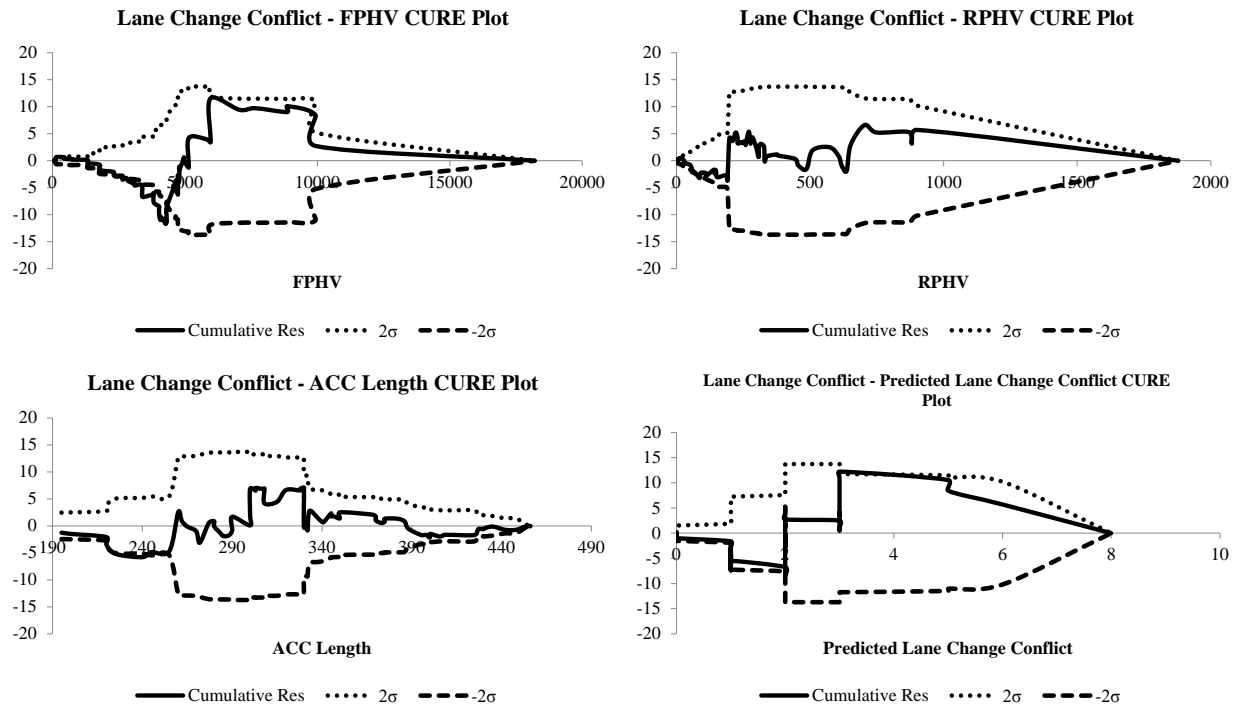 Lane Change Conflict - FPHV CURE Plot
20
15
10
5
0
-5
-10
-15
-20
0
5000
10000
15000
20000
FPHV
Cumulative Res
2σ
-2σ
Lane Change Conflict - RPHV CURE Plot
20
15
10
5
0
-5
-10
-15
-20
0
500
1000
1500
2000
RPHV
Cumulative Res
2σ
-2σ
Lane Change Conflict - ACC Length CURE Plot
20
15
10
5
0
-5
-10
-15
-20
190
240
290
340
390
440
490
ACC Length
Cumulative Res
2σ
-2σ
Lane Change Conflict - Predicted Lane Change Conflict CURE
Plot
20
15
10
5
0
-5
-10
-15
-20
0
2
4
6
8
10
Predicted Lane Change Conflict
Cumulative Res
2σ
-2σ